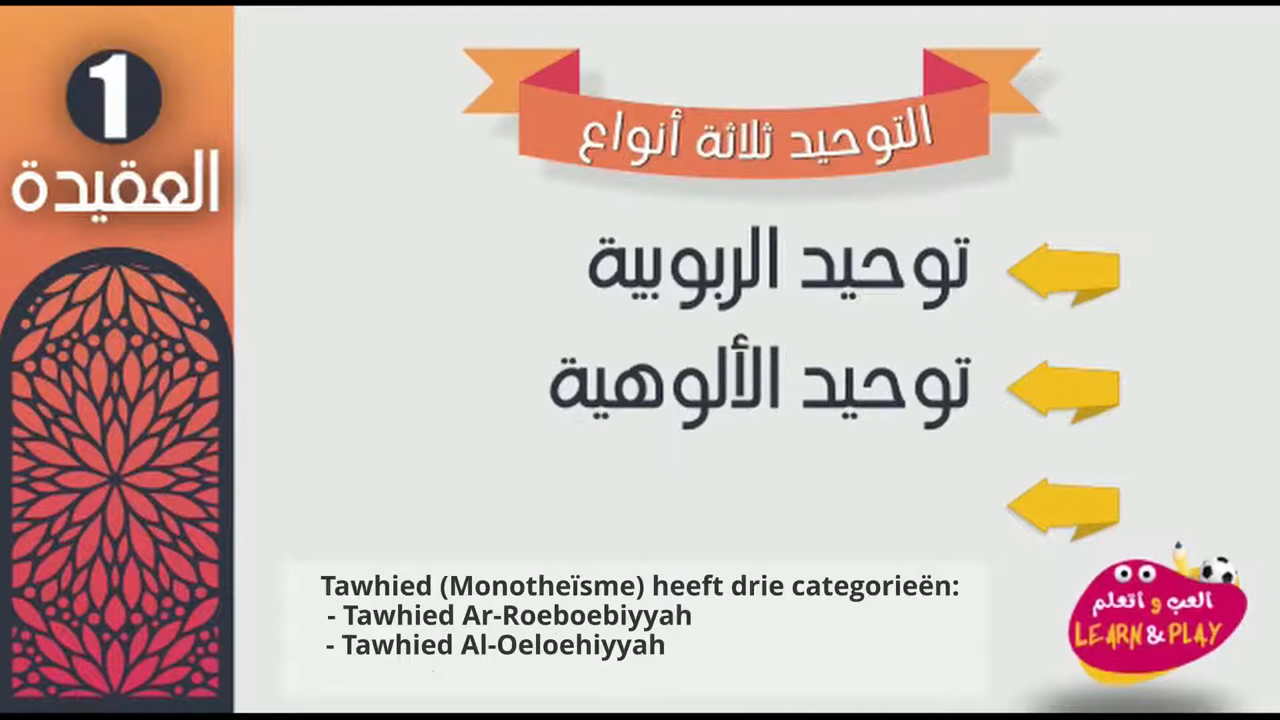 1
العقيدة
التوحيد ثلاثة أنواع
توحيد الربوبية
توحيد الألوهية
Tawhied (Monotheïsme) heeft drie categorieën:
- Tawhied Ar-Roeboebiyyah
- Tawhied Al-Oeloehiyyah
العب و اتعلم
LEARN & PLAY